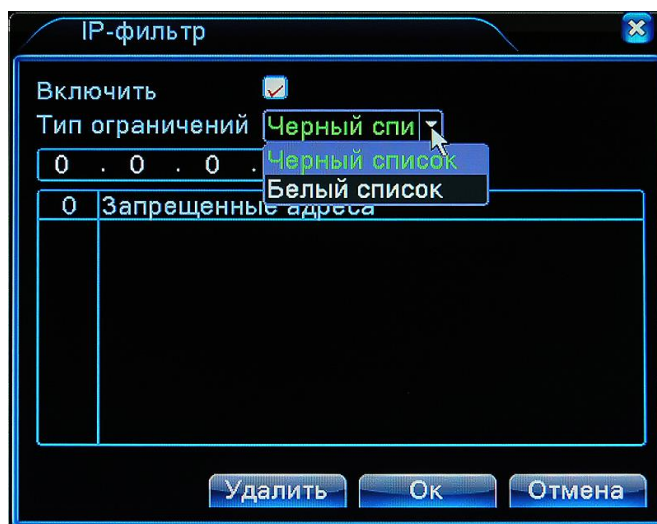 IP-фильтр
Включить
Тип ограничений Черный спи
0 . 0 . 0 . Черный список
Белый список
0 Запрещенные адреса
Удалить Ок Отмена